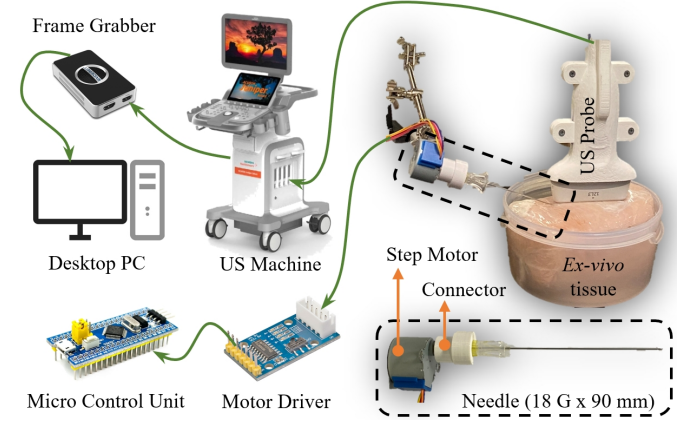 Frame Grabber
US Probe
Desktop PC
US Machine
Ex-vivo
tissue
Step Motor
Connector
Micro Control Unit
Motor Driver
Needle (18 G x 90 mm)